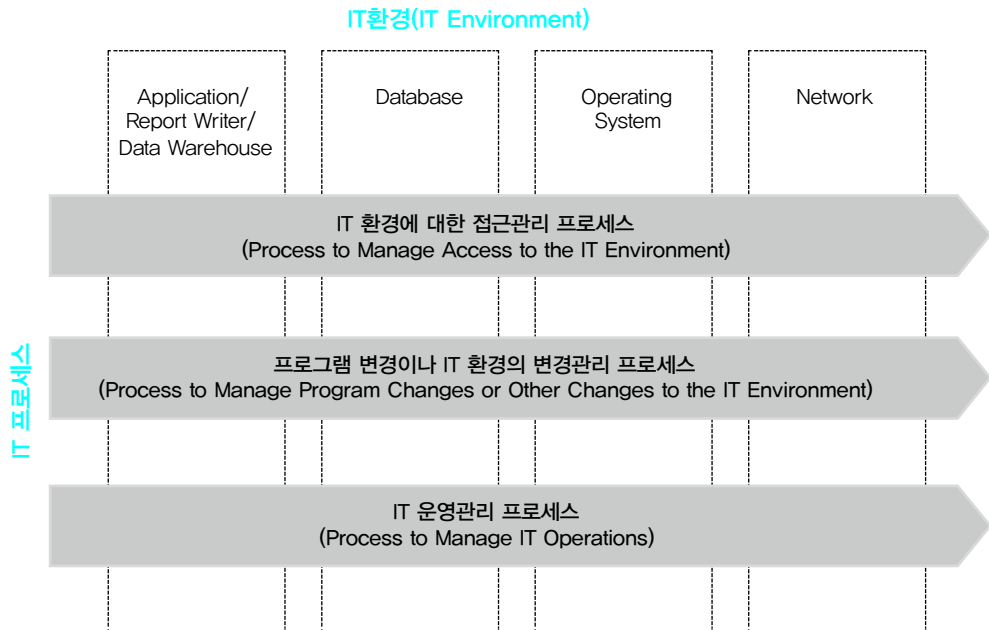 IT환경(IT Environment)
Application/
Report Writer/
Data Warehouse
Database
Operating
System
Network
IT 프로세스
IT 환경에 대한 접근관리 프로세스
(Process to Manage Access to the IT Environment)
프로그램 변경이나 IT 환경의 변경관리 프로세스
(Process to Manage Program Changes or Other Changes to the IT Environment)
IT 운영관리 프로세스
(Process to Manage IT Operations)